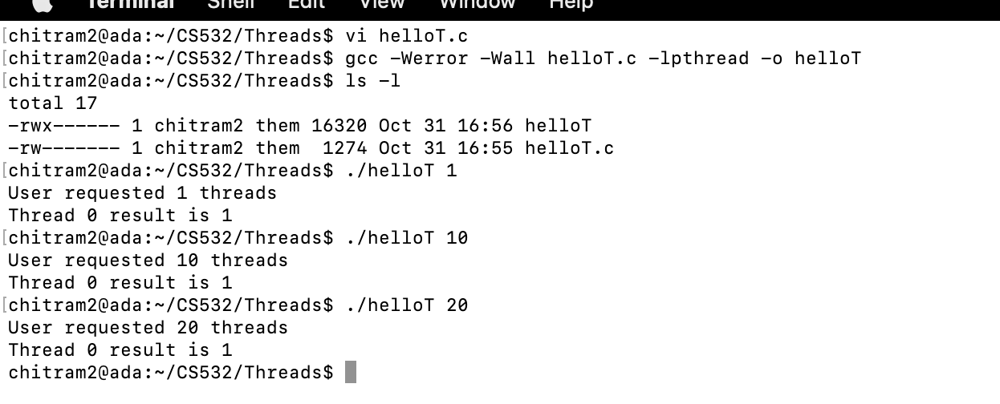 Terminal Shell Edit View Window Help
[chitram2@ada:~/CS532/Threads$ vi helloT.c
[chitram2@ada:~/CS532/Threads$ gcc -Werror -Wall helloT.c -lpthread -o helloT
[chitram2@ada:~/CS532/Threads$ ls -l
total 17
-rwx------ 1 chitram2 them 16320 Oct 31 16:56 helloT
-rw------- 1 chitram2 them  1274 Oct 31 16:55 helloT.c
[chitram2@ada:~/CS532/Threads$ ./helloT 1
User requested 1 threads
Thread 0 result is 1
[chitram2@ada:~/CS532/Threads$ ./helloT 10
User requested 10 threads
Thread 0 result is 1
[chitram2@ada:~/CS532/Threads$ ./helloT 20
User requested 20 threads
Thread 0 result is 1
chitram2@ada:~/CS532/Threads$